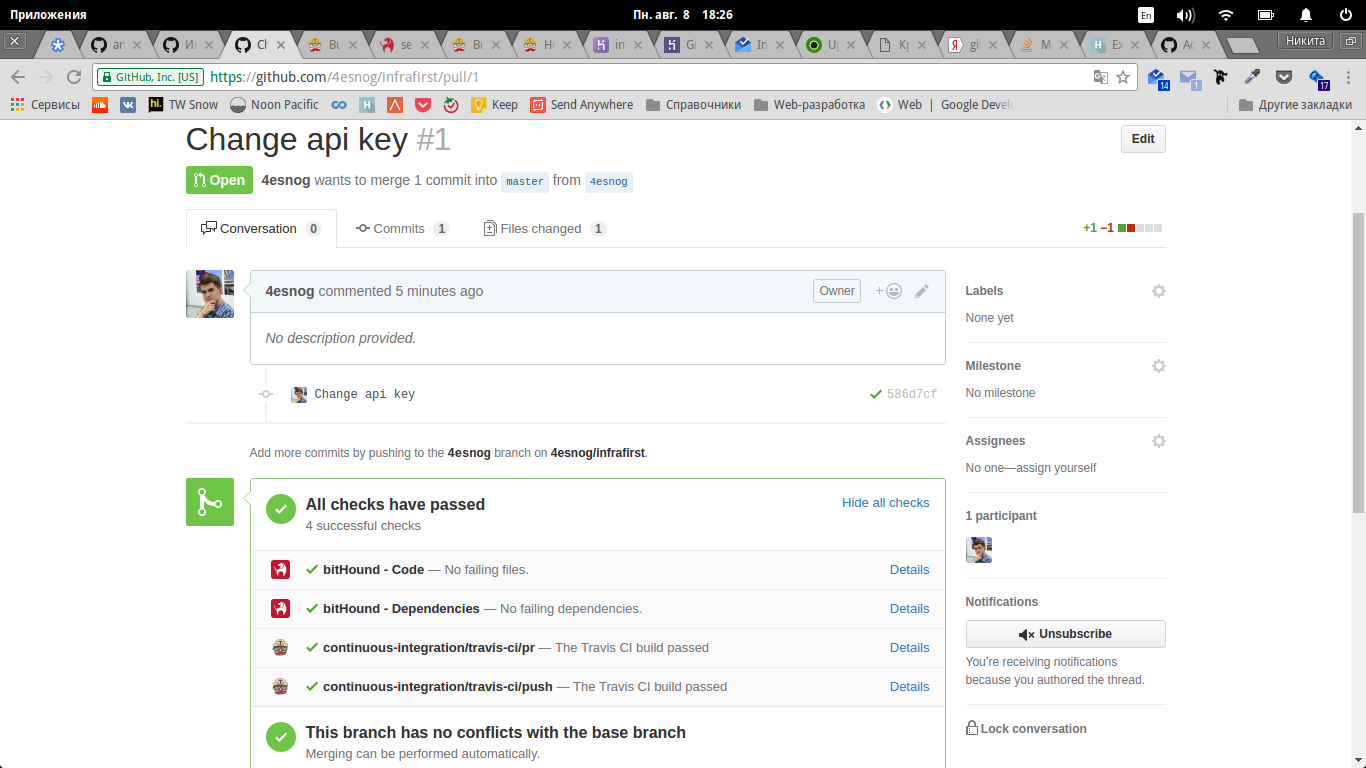 Приложения
Пн. авг. 8 18:26
En
ar
Ис
Ch
Bu
se
Bu
He
in
Gi
In
Up
Кр
git
M
Ex
Ac
Никита
GitHub, Inc. [US]
https://github.com/4esnog/infrafirst/pull/1
14
1
17
Сервисы
hi.
TW Snow
Noon Pacific
Keep
Send Anywhere
Справочники
Web-разработка
Web | Google Develo
Другие закладки
Change api key #1
Edit
Open
4esnog wants to merge 1 commit into master from 4esnog
Conversation 0
Commits 1
Files changed 1
+1 −1
4esnog commented 5 minutes ago
Owner
+
No description provided.
Change api key
586d7cf
Add more commits by pushing to the 4esnog branch on 4esnog/infrafirst.
All checks have passed
Hide all checks
4 successful checks
bitHound - Code — No failing files.
Details
bitHound - Dependencies — No failing dependencies.
Details
continuous-integration/travis-ci/pr — The Travis CI build passed
Details
continuous-integration/travis-ci/push — The Travis CI build passed
Details
This branch has no conflicts with the base branch
Merging can be performed automatically.
Labels
None yet
Milestone
No milestone
Assignees
No one—assign yourself
1 participant
Notifications
Unsubscribe
You’re receiving notifications
because you authored the thread.
Lock conversation